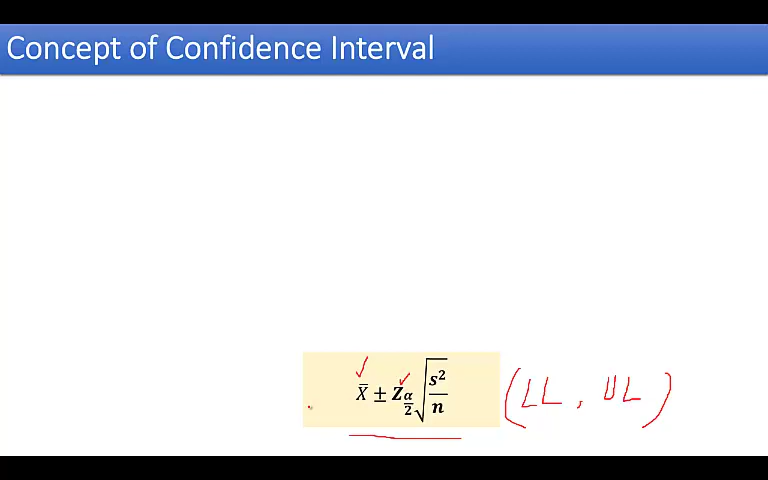 Concept of Confidence Interval
X̄ ± Z_{α/2} √(s²/n) (LL, UL)